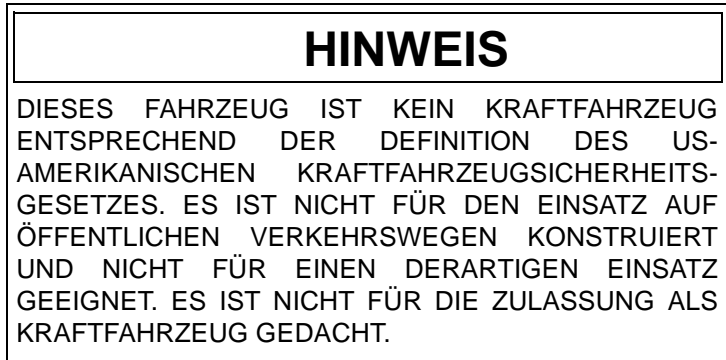 HINWEIS
DIESES FAHRZEUG IST KEIN KRAFTFAHRZEUG
ENTSPRECHEND DER DEFINITION DES US-
AMERIKANISCHEN KRAFTFAHRZEUGSICHERHEITS-
GESETZES. ES IST NICHT FÜR DEN EINSATZ AUF
ÖFFENTLICHEN VERKEHRSWEGEN KONSTRUIERT
UND NICHT FÜR EINEN DERARTIGEN EINSATZ
GEEIGNET. ES IST NICHT FÜR DIE ZULASSUNG ALS
KRAFTFAHRZEUG GEDACHT.